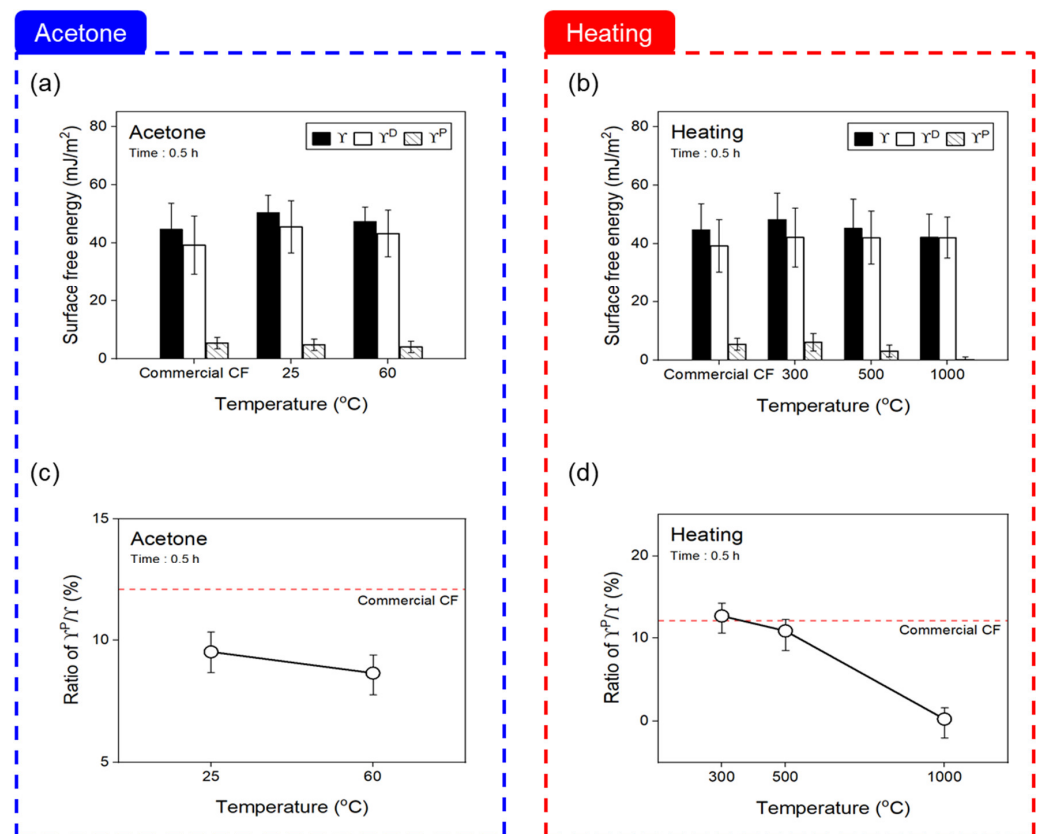 Acetone
Heating
(a)
Acetone
Time : 0.5 h
ϒ ϒᴰ ϒᴾ
Surface free energy (mJ/m²)
80
60
40
20
0
Commercial CF 25 60
Temperature (°C)
(b)
Heating
Time : 0.5 h
ϒ ϒᴰ ϒᴾ
Surface free energy (mJ/m²)
80
60
40
20
0
Commercial CF 300 500 1000
Temperature (°C)
(c)
Acetone
Time : 0.5 h
Commercial CF
Ratio of ϒᴾ/ϒ (%)
15
10
5
25 60
Temperature (°C)
(d)
Heating
Time : 0.5 h
Commercial CF
Ratio of ϒᴾ/ϒ (%)
20
10
0
300 500 1000
Temperature (°C)